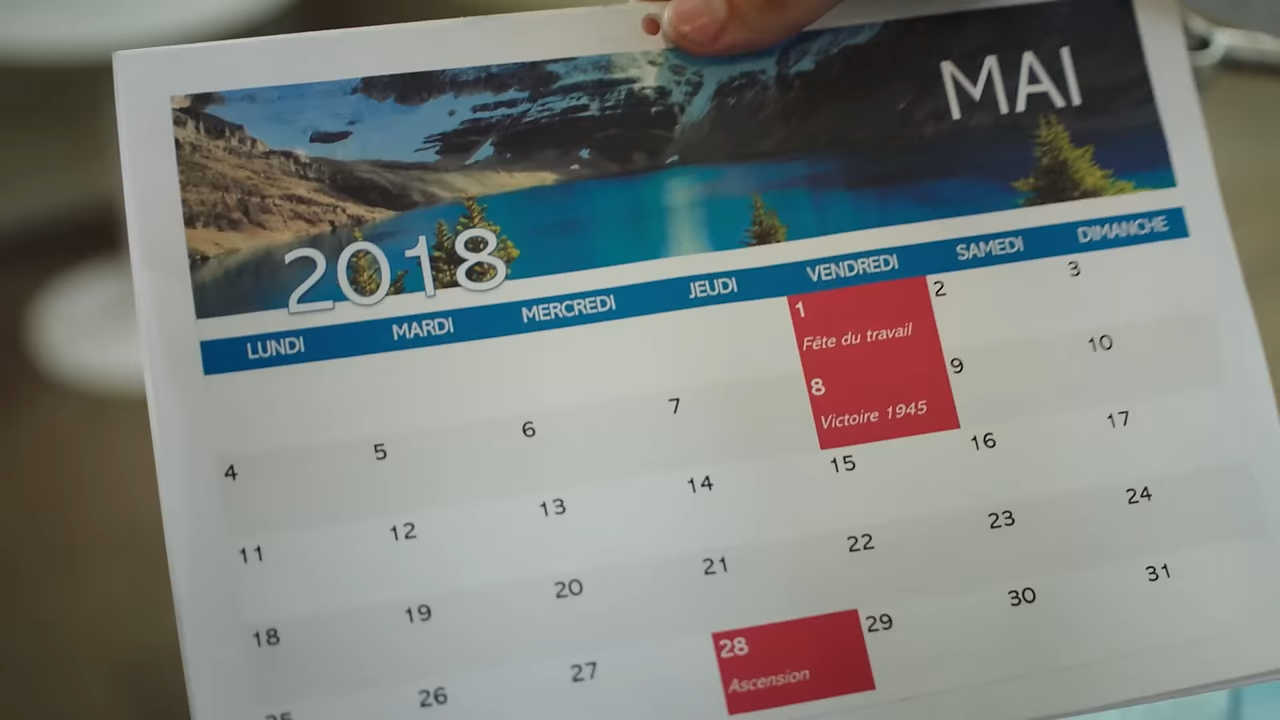 MAI
2018
LUNDI MARDI MERCREDI JEUDI VENDREDI SAMEDI DIMANCHE
1 2 3
Fête du travail
4 5 6 7 8 9 10
Victoire 1945
11 12 13 14 15 16 17
18 19 20 21 22 23 24
25 26 27 28 29 30 31
Ascension